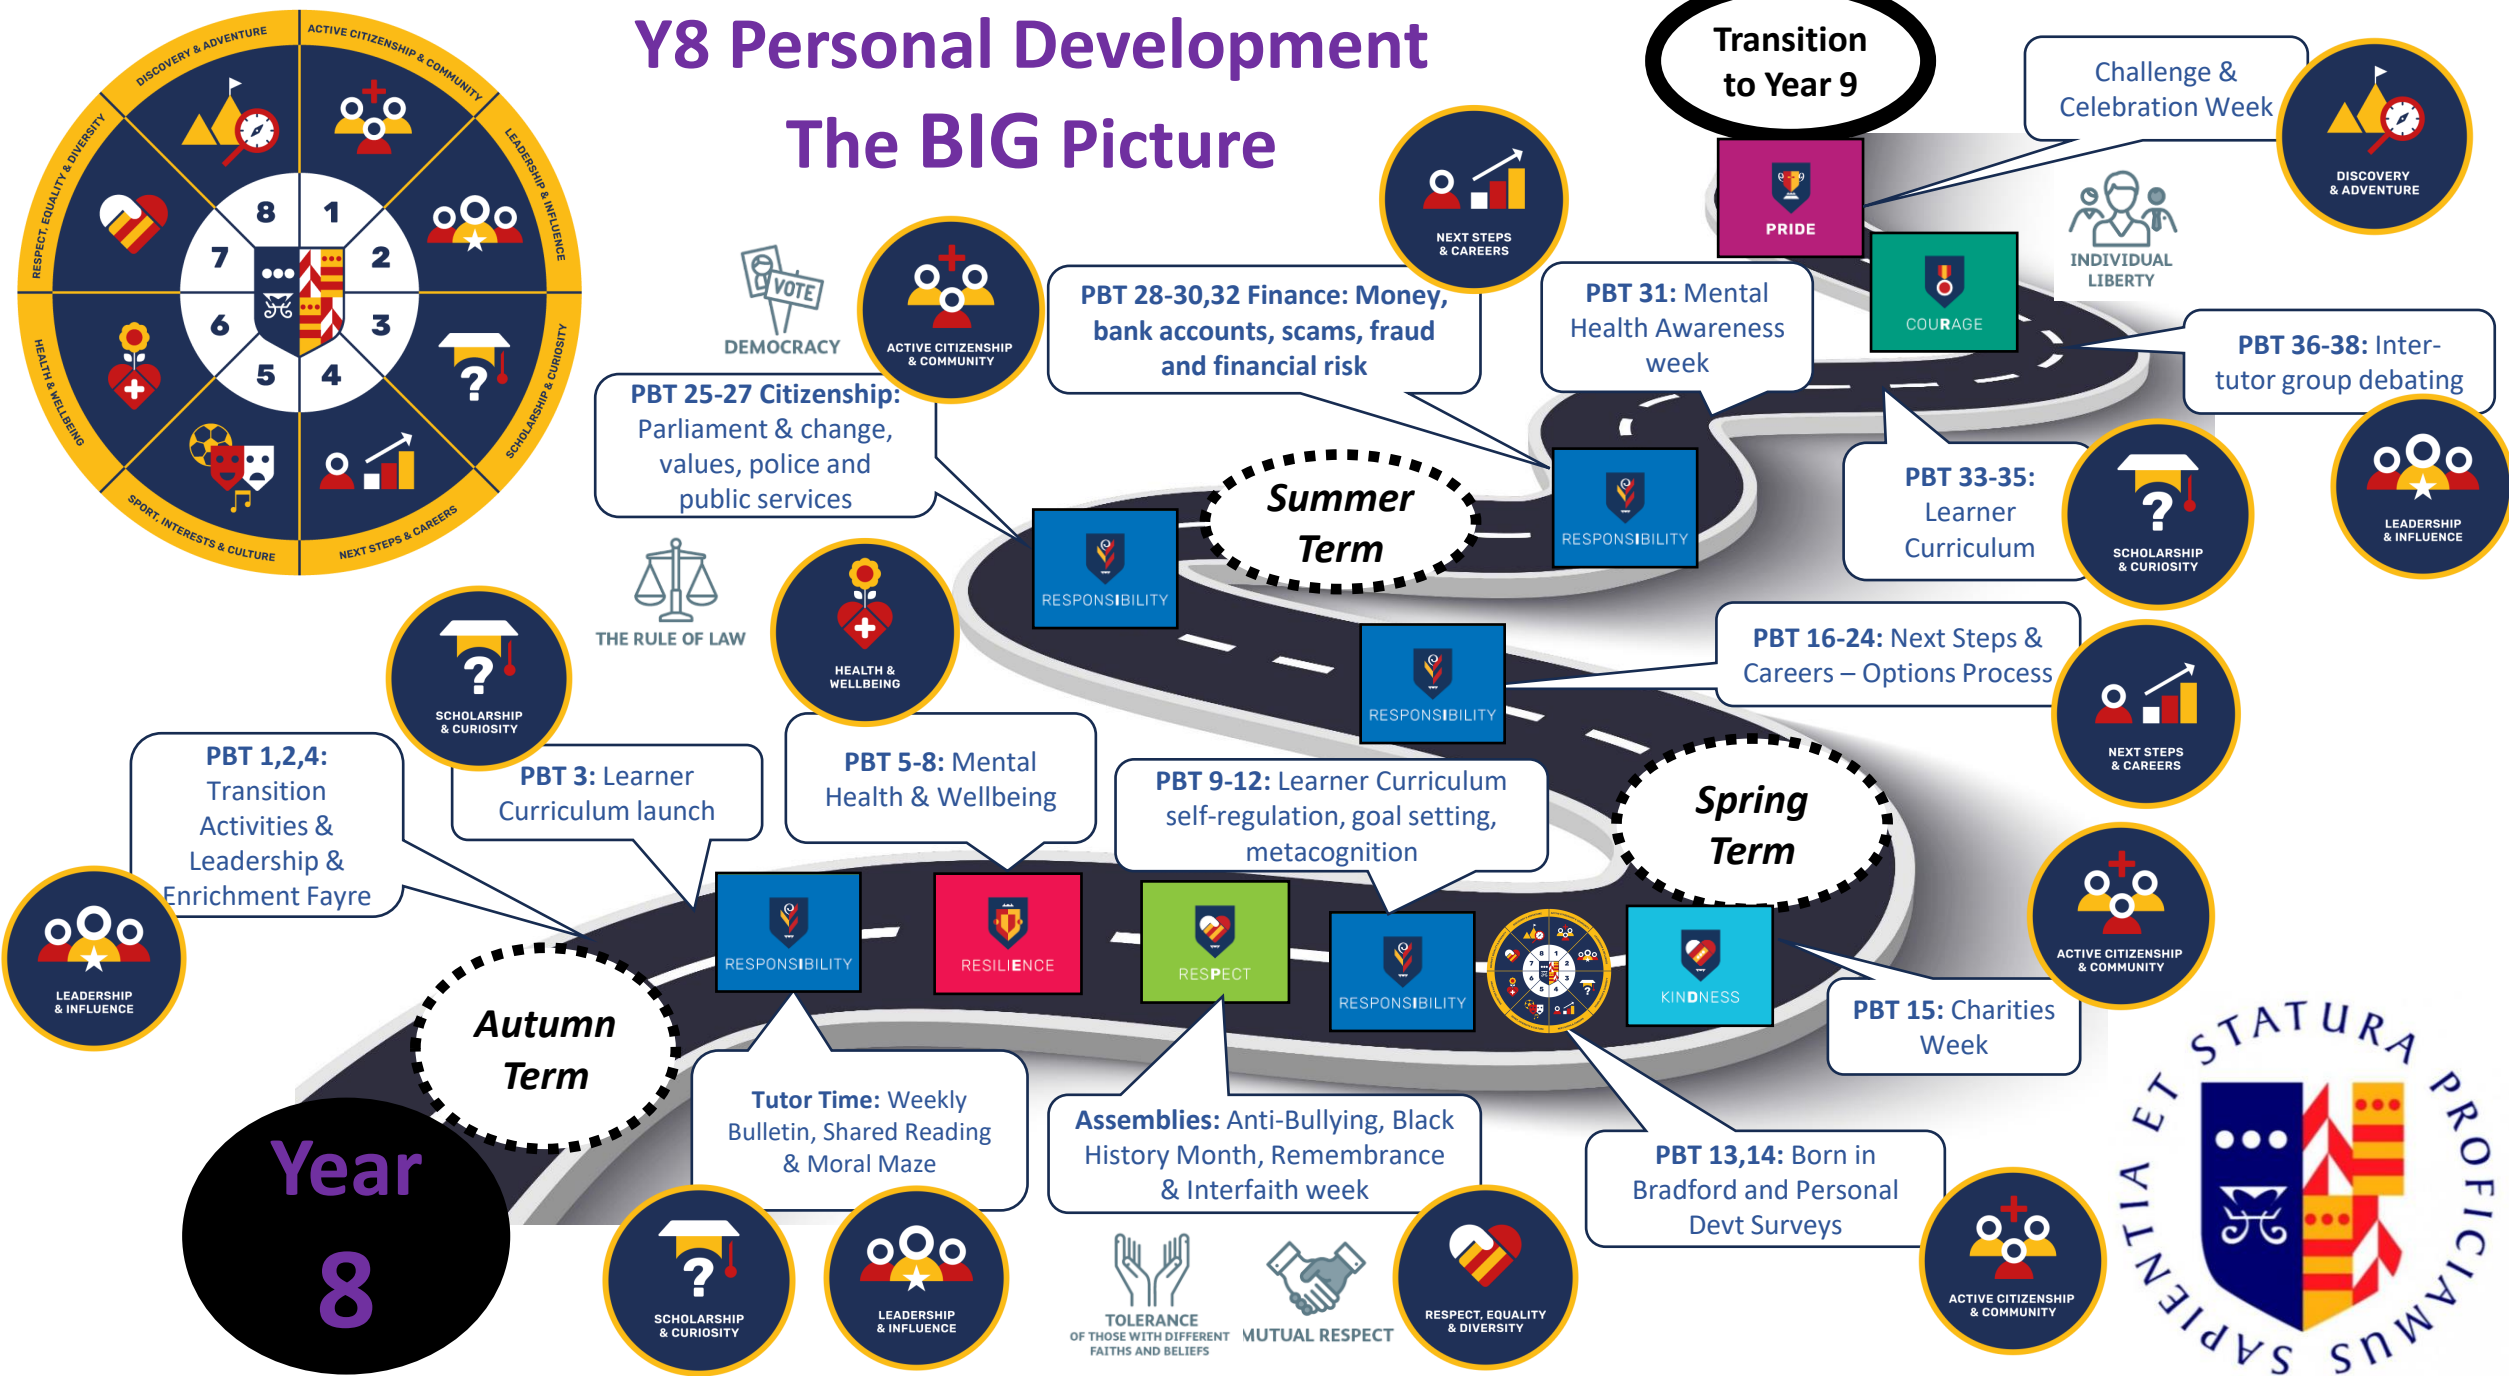 Y8 Personal Development
The BIG Picture
DISCOVERY & ADVENTURE
ACTIVE CITIZENSHIP & COMMUNITY
LEADERSHIP & INFLUENCE
SCHOLARSHIP & CURIOSITY
NEXT STEPS & CAREERS
SPORT, INTERESTS & CULTURE
HEALTH & WELLBEING
RESPECT, EQUALITY & DIVERSITY
8
1
7
2
6
3
5
4
Transition
to Year 9
Challenge &
Celebration Week
DISCOVERY
& ADVENTURE
PRIDE
INDIVIDUAL
LIBERTY
COURAGE
NEXT STEPS
& CAREERS
VOTE
DEMOCRACY
ACTIVE CITIZENSHIP
& COMMUNITY
PBT 28-30,32 Finance: Money,
bank accounts, scams, fraud
and financial risk
PBT 31: Mental
Health Awareness
week
PBT 36-38: Inter-
tutor group debating
LEADERSHIP
& INFLUENCE
PBT 25-27 Citizenship:
Parliament & change,
values, police and
public services
PBT 33-35:
Learner
Curriculum
SCHOLARSHIP
& CURIOSITY
Summer
Term
RESPONSIBILITY
RESPONSIBILITY
THE RULE OF LAW
HEALTH &
WELLBEING
SCHOLARSHIP
& CURIOSITY
PBT 16-24: Next Steps &
Careers – Options Process
NEXT STEPS
& CAREERS
RESPONSIBILITY
PBT 1,2,4:
Transition
Activities &
Leadership &
Enrichment Fayre
LEADERSHIP
& INFLUENCE
PBT 3: Learner
Curriculum launch
PBT 5-8: Mental
Health & Wellbeing
PBT 9-12: Learner Curriculum
self-regulation, goal setting,
metacognition
Spring
Term
ACTIVE CITIZENSHIP
& COMMUNITY
RESPONSIBILITY
RESILIENCE
RESPECT
RESPONSIBILITY
8 1
7 2
6 3
5 4
KINDNESS
PBT 15: Charities
Week
Autumn
Term
Year
8
Tutor Time: Weekly
Bulletin, Shared Reading
& Moral Maze
SCHOLARSHIP
& CURIOSITY
LEADERSHIP
& INFLUENCE
Assemblies: Anti-Bullying, Black
History Month, Remembrance
& Interfaith week
TOLERANCE
OF THOSE WITH DIFFERENT
FAITHS AND BELIEFS
MUTUAL RESPECT
RESPECT, EQUALITY
& DIVERSITY
PBT 13,14: Born in
Bradford and Personal
Devt Surveys
ACTIVE CITIZENSHIP
& COMMUNITY
SAPIENTIA ET STATURA PROFICIAMUS